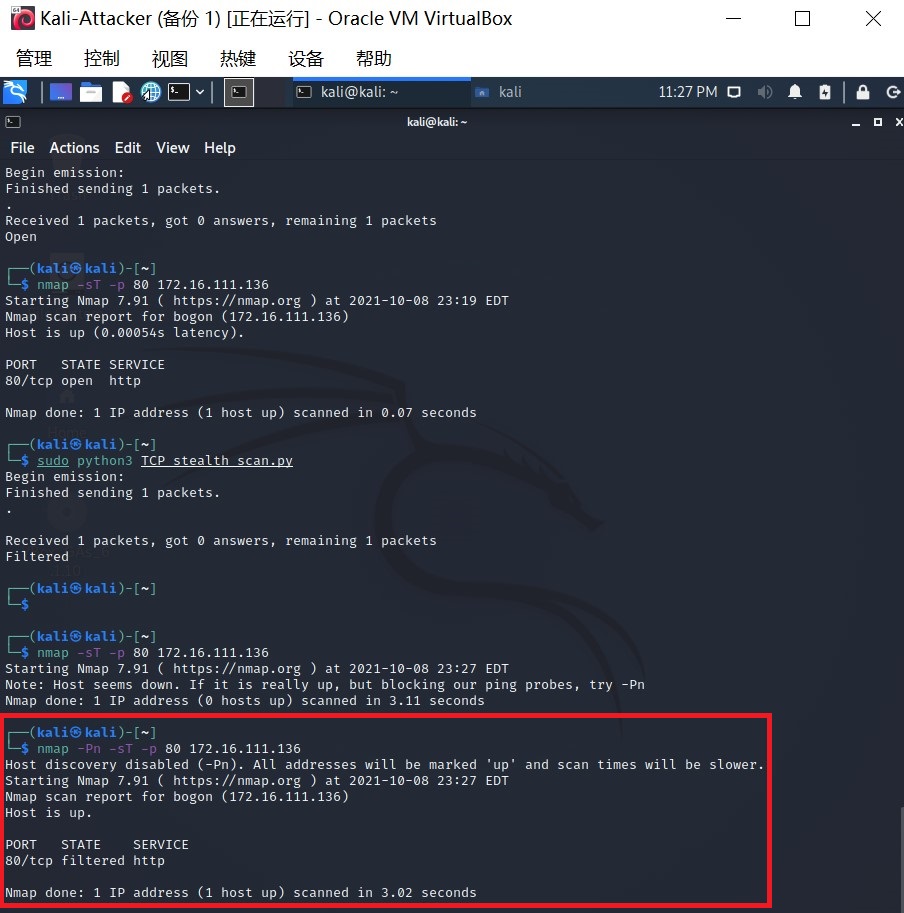 Kali-Attacker (备份 1) [正在运行] - Oracle VM VirtualBox
管理 控制 视图 热键 设备 帮助
kali@kali: ~ kali 11:27 PM
kali@kali: ~
File Actions Edit View Help
Begin emission:
Finished sending 1 packets.
.
Received 1 packets, got 0 answers, remaining 1 packets
Open
┌──(kali㉿kali)-[~]
└─$ nmap -sT -p 80 172.16.111.136
Starting Nmap 7.91 ( https://nmap.org ) at 2021-10-08 23:19 EDT
Nmap scan report for bogon (172.16.111.136)
Host is up (0.00054s latency).
PORT   STATE SERVICE
80/tcp open  http
Nmap done: 1 IP address (1 host up) scanned in 0.07 seconds
┌──(kali㉿kali)-[~]
└─$ sudo python3 TCP_stealth_scan.py
Begin emission:
Finished sending 1 packets.
.
Received 1 packets, got 0 answers, remaining 1 packets
Filtered
┌──(kali㉿kali)-[~]
└─$
┌──(kali㉿kali)-[~]
└─$ nmap -sT -p 80 172.16.111.136
Starting Nmap 7.91 ( https://nmap.org ) at 2021-10-08 23:27 EDT
Note: Host seems down. If it is really up, but blocking our ping probes, try -Pn
Nmap done: 1 IP address (0 hosts up) scanned in 3.11 seconds
┌──(kali㉿kali)-[~]
└─$ nmap -Pn -sT -p 80 172.16.111.136
Host discovery disabled (-Pn). All addresses will be marked 'up' and scan times will be slower.
Starting Nmap 7.91 ( https://nmap.org ) at 2021-10-08 23:27 EDT
Nmap scan report for bogon (172.16.111.136)
Host is up.
PORT   STATE    SERVICE
80/tcp filtered http
Nmap done: 1 IP address (1 host up) scanned in 3.02 seconds